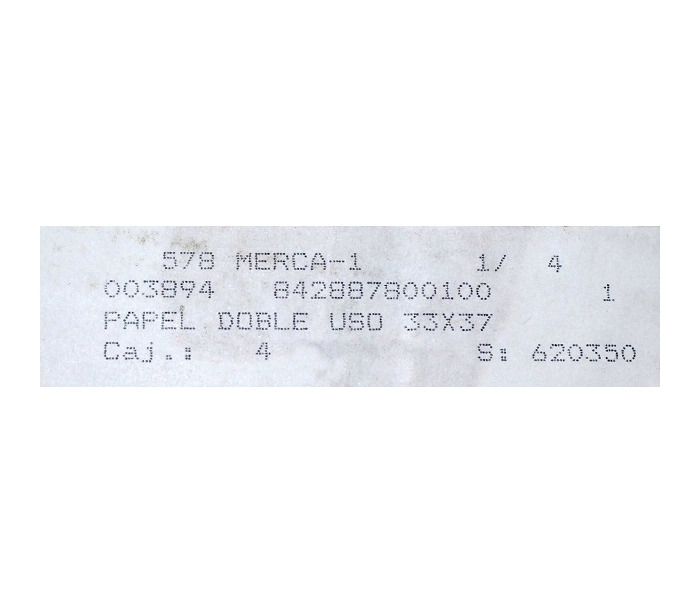 578 MERCA-1 1/ 4
003894 842887800100 1
PAPEL DOBLE USO 33X37
Caj.: 4 S: 620350